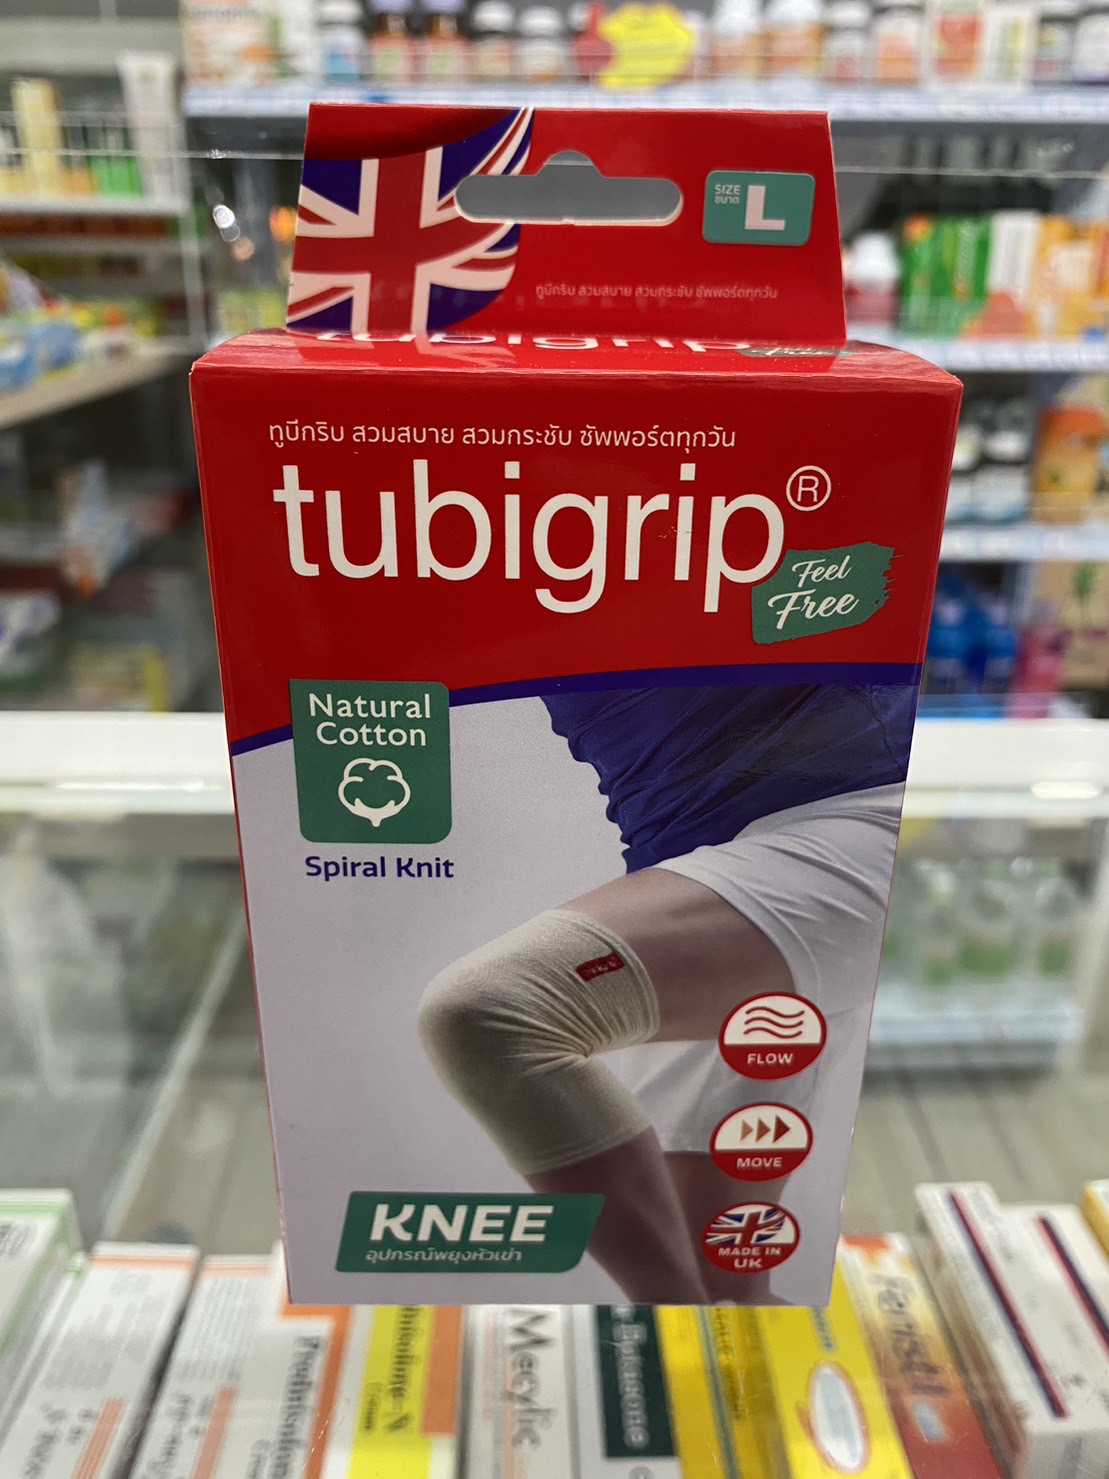 SIZE
ขนาด
L
ทูบีกริบ สวมสบาย สวมกระชับ ซัพพอร์ตทุกวัน
tubigrip
Free
ทูบีกริบ สวมสบาย สวมกระชับ ซัพพอร์ตทุกวัน
tubigrip®
Feel
Free
Natural
Cotton
Spiral Knit
FLOW
MOVE
MADE IN
UK
KNEE
อุปกรณ์พยุงหัวเข่า
Mecylic